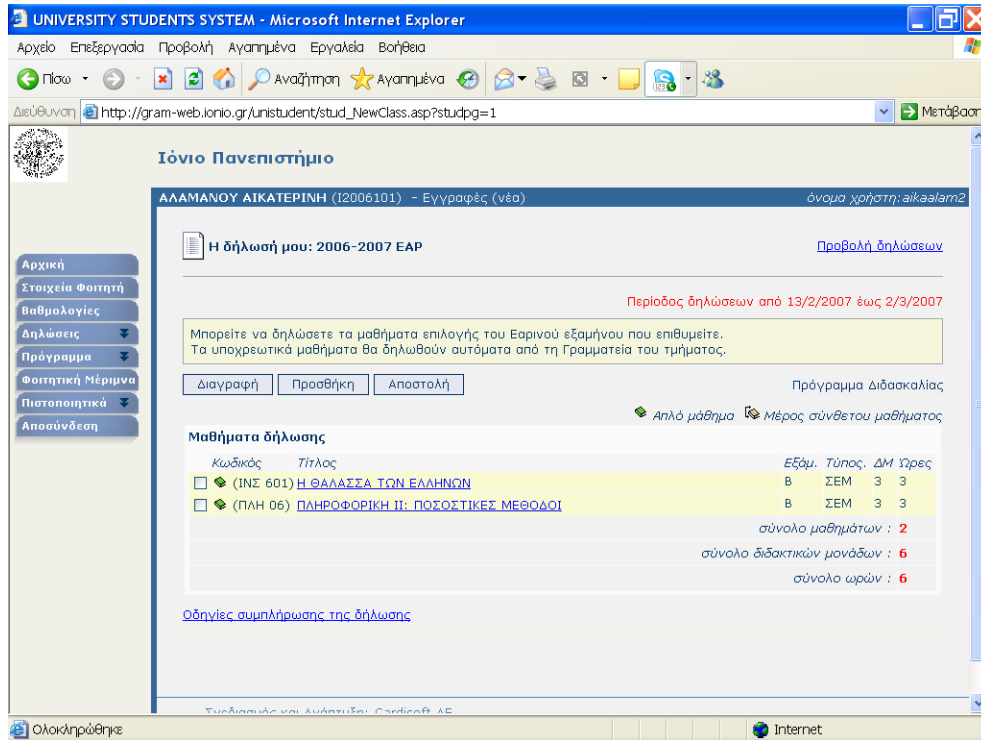 UNIVERSITY STUDENTS SYSTEM - Microsoft Internet Explorer
Αρχείο Επεξεργασία Προβολή Αγαπημένα Εργαλεία Βοήθεια
Πίσω Αναζήτηση Αγαπημένα
Διεύθυνση http://gram-web.ionio.gr/unistudent/stud_NewClass.asp?studpg=1 Μετάβαση
Ιόνιο Πανεπιστήμιο
ΑΛΑΜΑΝΟΥ ΑΙΚΑΤΕΡΙΝΗ (Ι2006101) - Εγγραφές (νέα) όνομα χρήστη: aikaalam2
Η δήλωσή μου: 2006-2007 ΕΑΡ Προβολή δηλώσεων
Αρχική
Στοιχεία Φοιτητή
Βαθμολογίες
Δηλώσεις
Πρόγραμμα
Φοιτητική Μέριμνα
Πιστοποιητικά
Αποσύνδεση
Περίοδος δηλώσεων από 13/2/2007 έως 2/3/2007
Μπορείτε να δηλώσετε τα μαθήματα επιλογής του Εαρινού εξαμήνου που επιθυμείτε.
Τα υποχρεωτικά μαθήματα θα δηλωθούν αυτόματα από τη Γραμματεία του τμήματος.
Διαγραφή Προσθήκη Αποστολή Πρόγραμμα Διδασκαλίας
Απλό μάθημα Μέρος σύνθετου μαθήματος
Μαθήματα δήλωσης
Κωδικός Τίτλος Εξάμ. Τύπος. ΔΜ Ώρες
(ΙΝΣ 601) Η ΘΑΛΑΣΣΑ ΤΩΝ ΕΛΛΗΝΩΝ Β ΣΕΜ 3 3
(ΠΛΗ 06) ΠΛΗΡΟΦΟΡΙΚΗ ΙΙ: ΠΟΣΟΣΤΙΚΕΣ ΜΕΘΟΔΟΙ Β ΣΕΜ 3 3
σύνολο μαθημάτων : 2
σύνολο διδακτικών μονάδων : 6
σύνολο ωρών : 6
Οδηγίες συμπλήρωσης της δήλωσης
Σχεδιασμός και Ανάπτυξη: Cardisoft ΑΕ
Ολοκληρώθηκε Internet